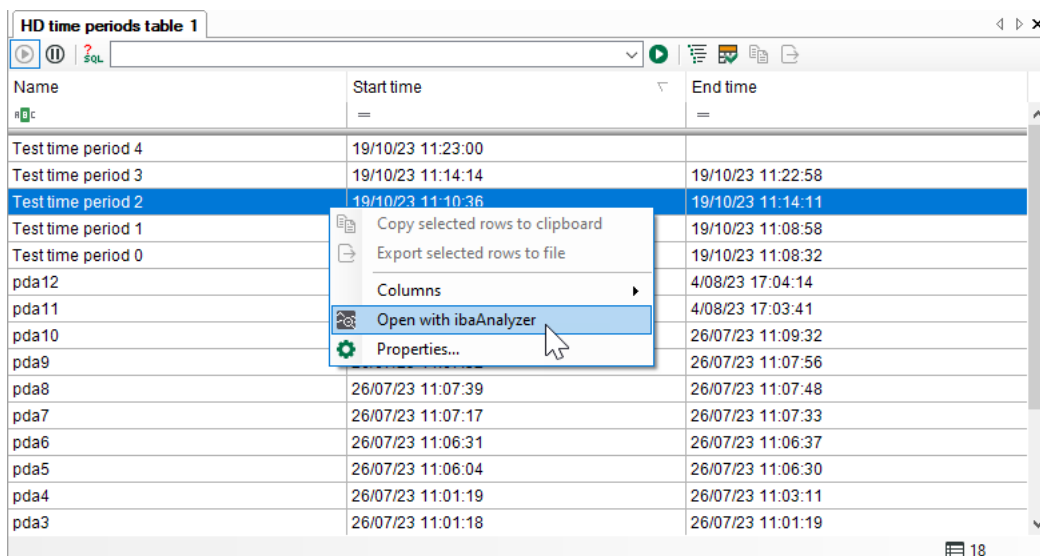 HD time periods table 1
? SQL
Name Start time End time
ABC = =
Test time period 4 19/10/23 11:23:00
Test time period 3 19/10/23 11:14:14 19/10/23 11:22:58
Test time period 2 19/10/23 11:10:36 19/10/23 11:14:11
Test time period 1 19/10/23 11:08:58
Test time period 0 19/10/23 11:08:32
pda12 4/08/23 17:04:14
pda11 4/08/23 17:03:41
pda10 26/07/23 11:09:32
pda9 26/07/23 11:07:56
Copy selected rows to clipboard
Export selected rows to file
Columns
Open with ibaAnalyzer
Properties...
pda8 26/07/23 11:07:39 26/07/23 11:07:48
pda7 26/07/23 11:07:17 26/07/23 11:07:33
pda6 26/07/23 11:06:31 26/07/23 11:06:37
pda5 26/07/23 11:06:04 26/07/23 11:06:30
pda4 26/07/23 11:01:19 26/07/23 11:03:11
pda3 26/07/23 11:01:18 26/07/23 11:01:19
18